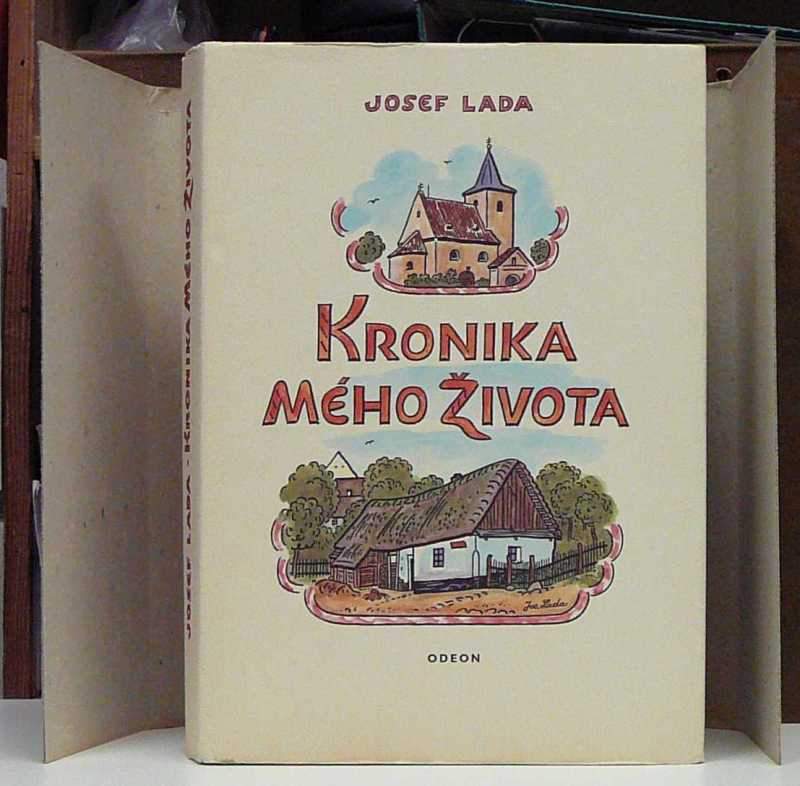 JOSEF LADA
KRONIKA
MÉHO ŽIVOTA
Jos. Lada
ODEON
JOSEF LADA - KRONIKA MÉHO ŽIVOTA